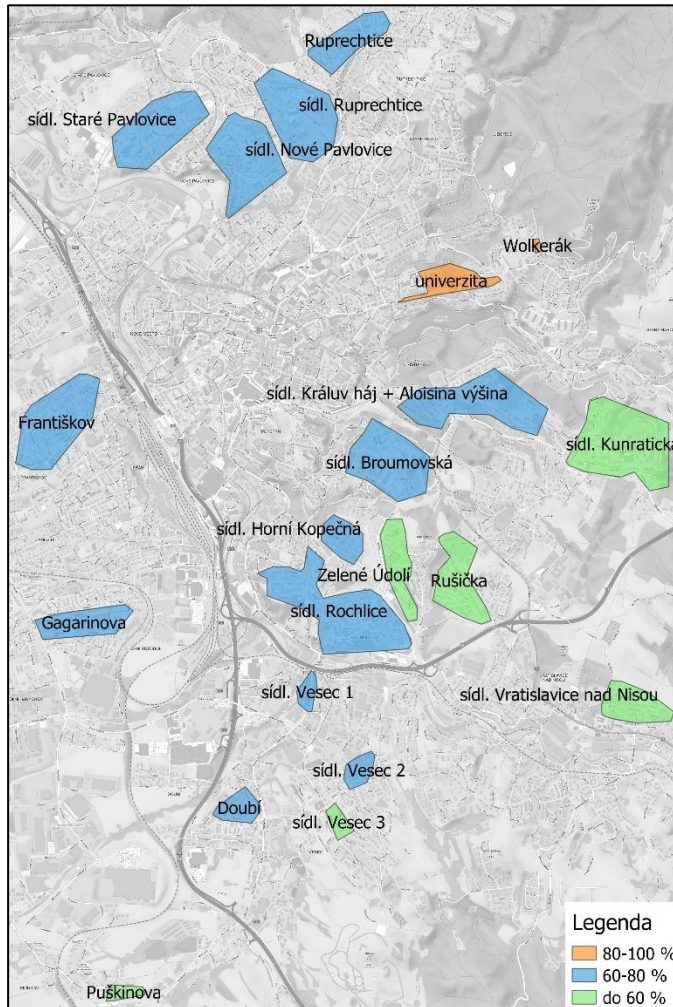 Ruprechtice
sídl. Ruprechtice
sídl. Staré Pavlovice
sídl. Nové Pavlovice
Wolkerák
univerzita
sídl. Králuv háj + Aloisina výšina
Františkov
sídl. Kunratická
sídl. Broumovská
sídl. Horní Kopečná
Zelené Údolí
Rušička
sídl. Rochlice
Gagarinova
sídl. Vesec 1
sídl. Vratislavice nad Nisou
sídl. Vesec 2
Doubí
sídl. Vesec 3
Puškinova
Legenda
80-100 %
60-80 %
do 60 %